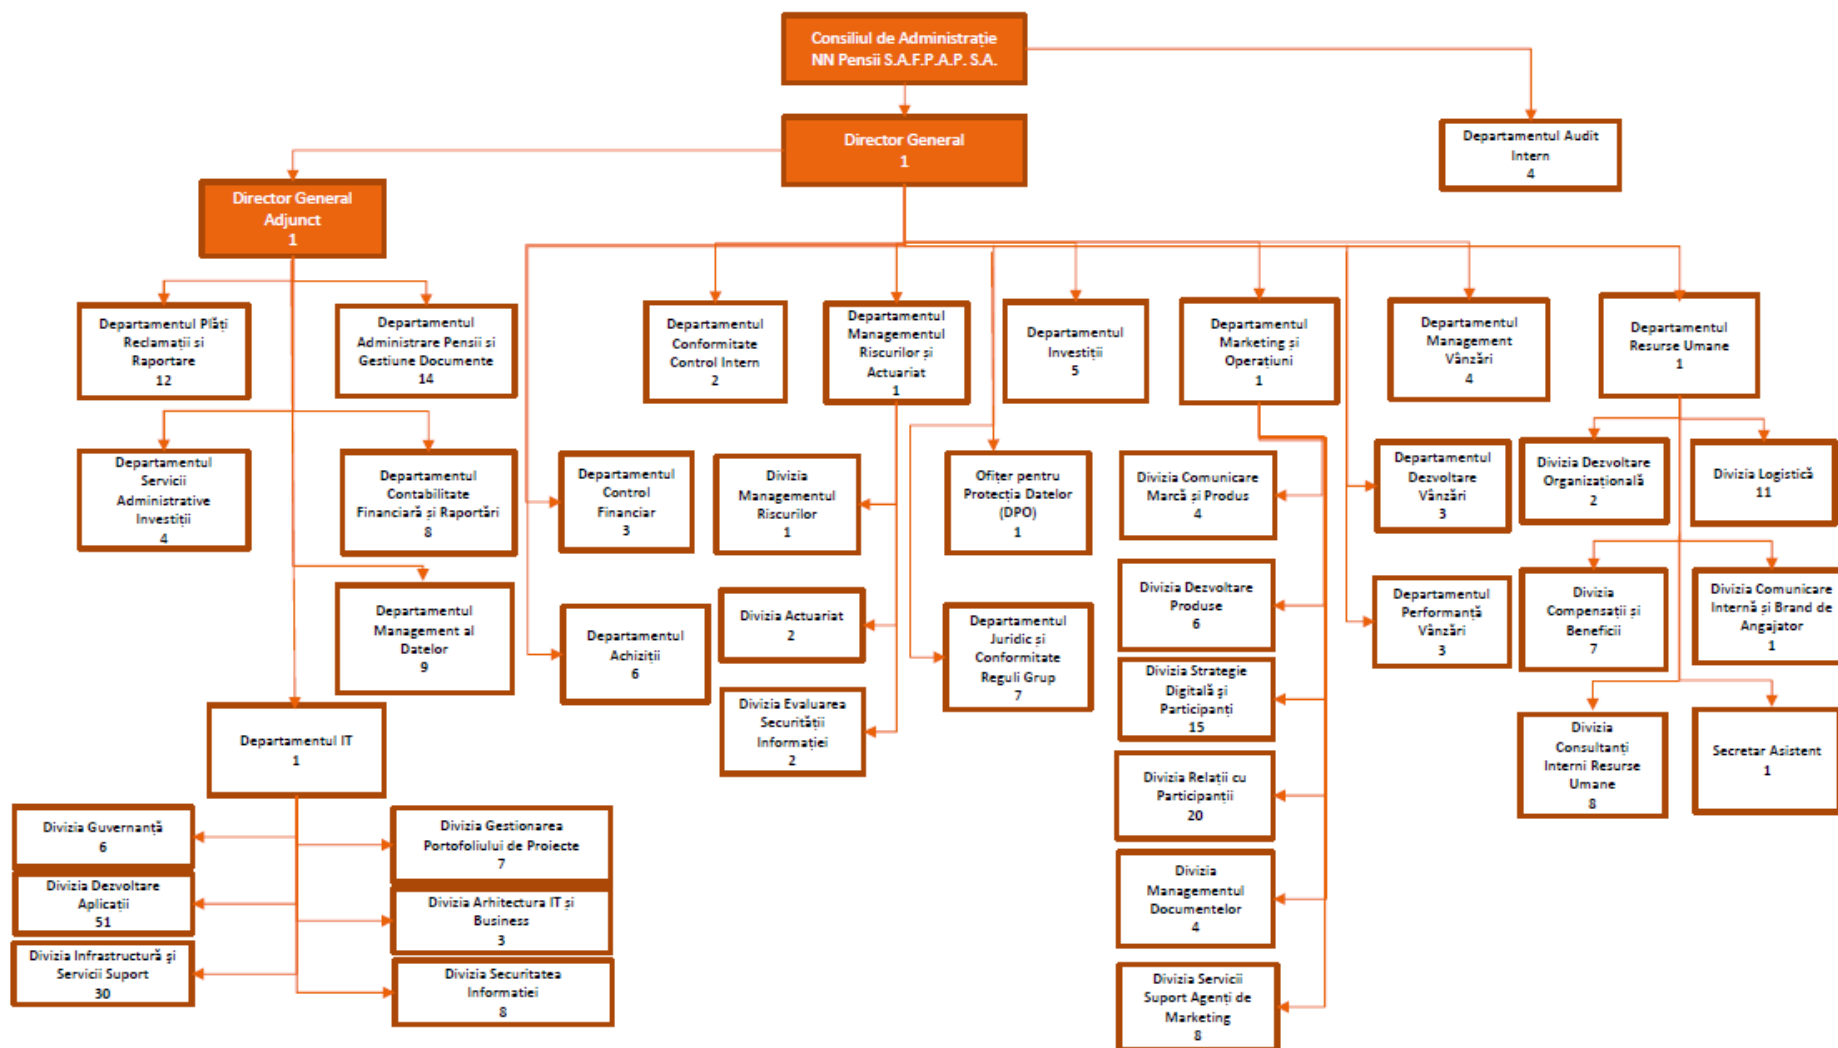 Consiliul de Administrație
NN Pensii S.A.F.P.A.P. S.A.
Director General
1
Departamentul Audit
Intern
4
Director General
Adjunct
1
Departamentul Plăți
Reclamații si
Raportare
12
Departamentul
Administrare Pensii si
Gestiune Documente
14
Departamentul
Conformitate
Control Intern
2
Departamentul
Managementul
Riscurilor și
Actuariat
1
Departamentul
Investiții
5
Departamentul
Marketing și
Operațiuni
1
Departamentul
Management
Vânzări
4
Departamentul
Resurse Umane
1
Departamentul
Servicii
Administrative
Investiții
4
Departamentul
Contabilitate
Financiară și Raportări
8
Departamentul
Control
Financiar
3
Divizia
Managementul
Riscurilor
1
Ofițer pentru
Protecția Datelor
(DPO)
1
Divizia Comunicare
Marcă și Produs
4
Departamentul
Dezvoltare
Vânzări
3
Divizia Dezvoltare
Organizațională
2
Divizia Logistică
11
Departamentul
Management al
Datelor
9
Departamentul
Achiziții
6
Divizia Actuariat
2
Departamentul
Juridic și
Conformitate
Reguli Grup
7
Divizia Dezvoltare
Produse
6
Departamentul
Performanță
Vânzări
3
Divizia
Compensații și
Beneficii
7
Divizia Comunicare
Internă și Brand de
Angajator
1
Divizia Evaluarea
Securității
Informației
2
Divizia Strategie
Digitală și
Participanți
15
Departamentul IT
1
Divizia Relații cu
Participanții
20
Divizia
Consultanți
Interni Resurse
Umane
8
Secretar Asistent
1
Divizia Guvernanță
6
Divizia Gestionarea
Portofoliului de Proiecte
7
Divizia Dezvoltare
Aplicații
51
Divizia Arhitectura IT și
Business
3
Divizia
Managementul
Documentelor
4
Divizia Infrastructură și
Servicii Suport
30
Divizia Securitatea
Informatiei
8
Divizia Servicii
Suport Agenți de
Marketing
8